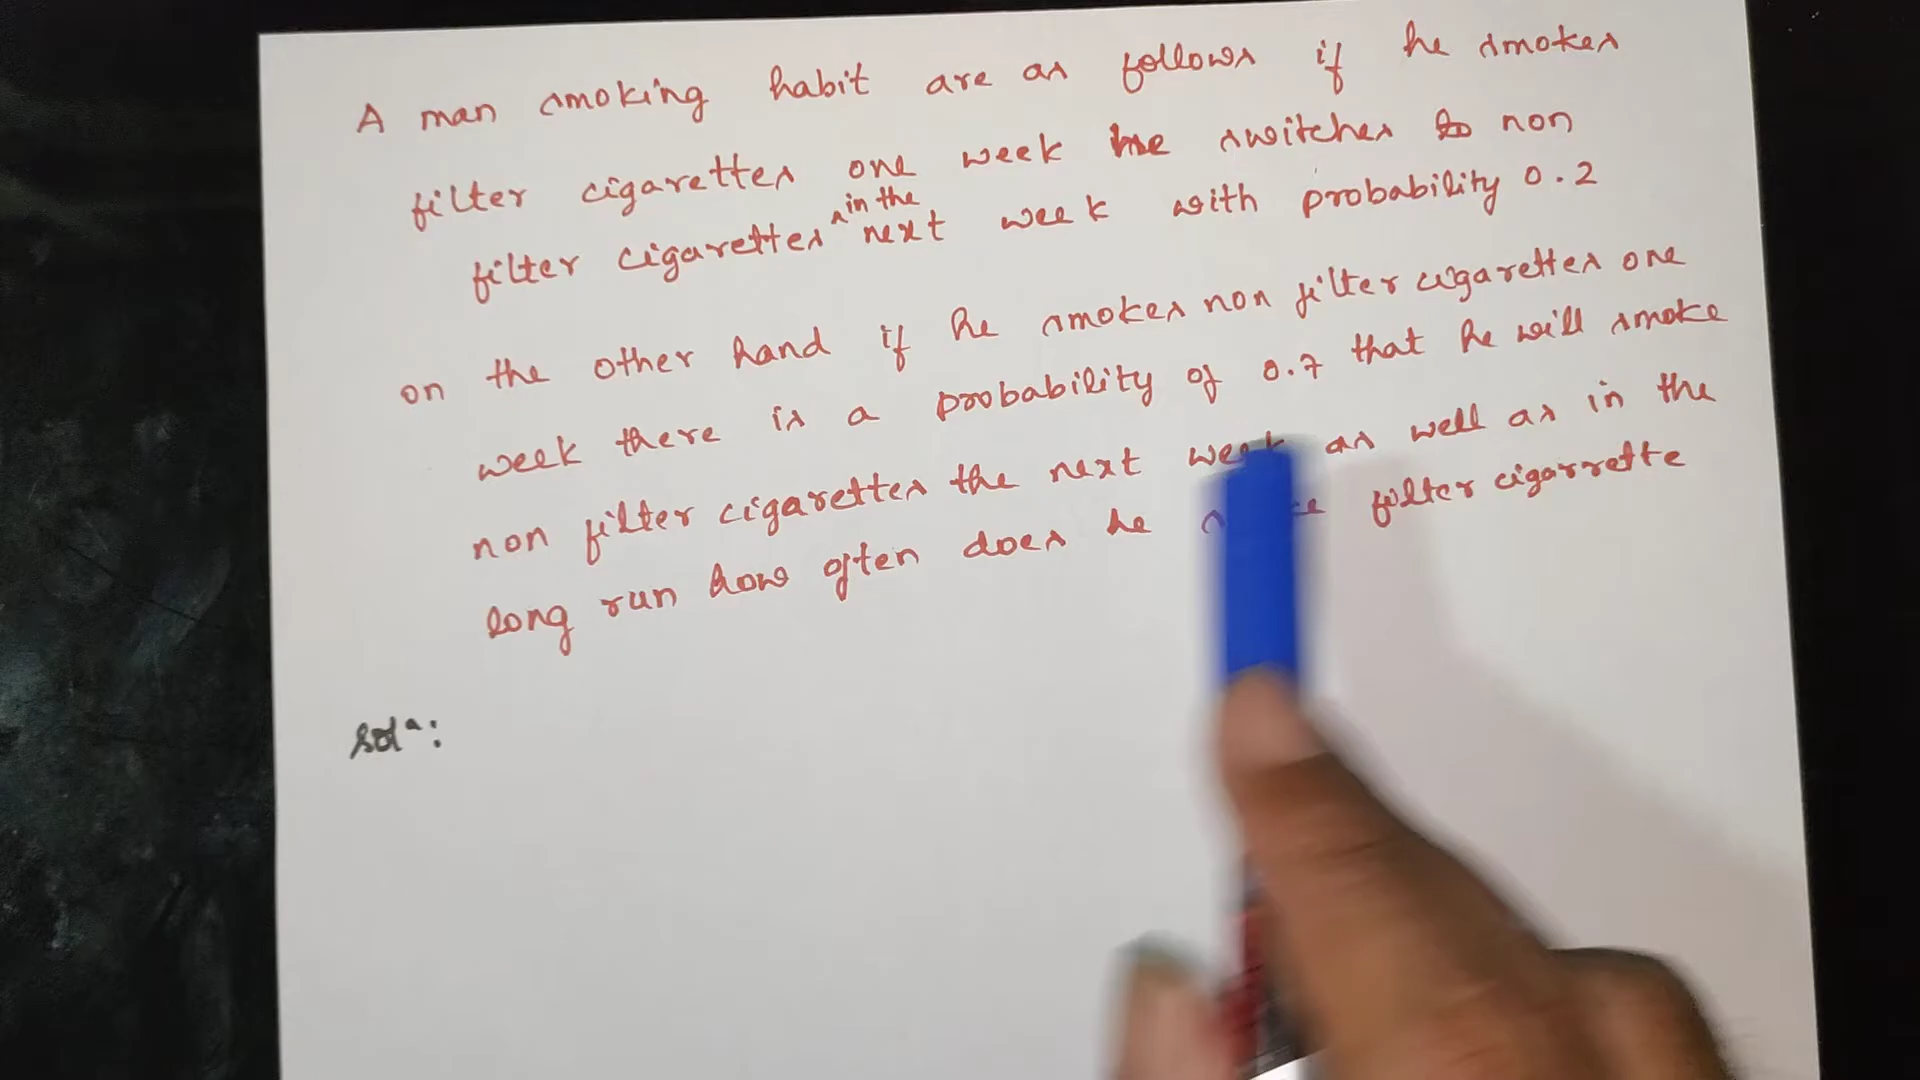 A man smoking habit are as follows if he smokes
filter cigarettes one week he switches to non
filter cigarettes in the next week with probability 0.2
on the other hand if he smokes non filter cigarettes one
week there is a probability of 0.7 that he will smoke
non filter cigarettes the next week as well as in the
long run how often does he filter cigarrette
Soln: